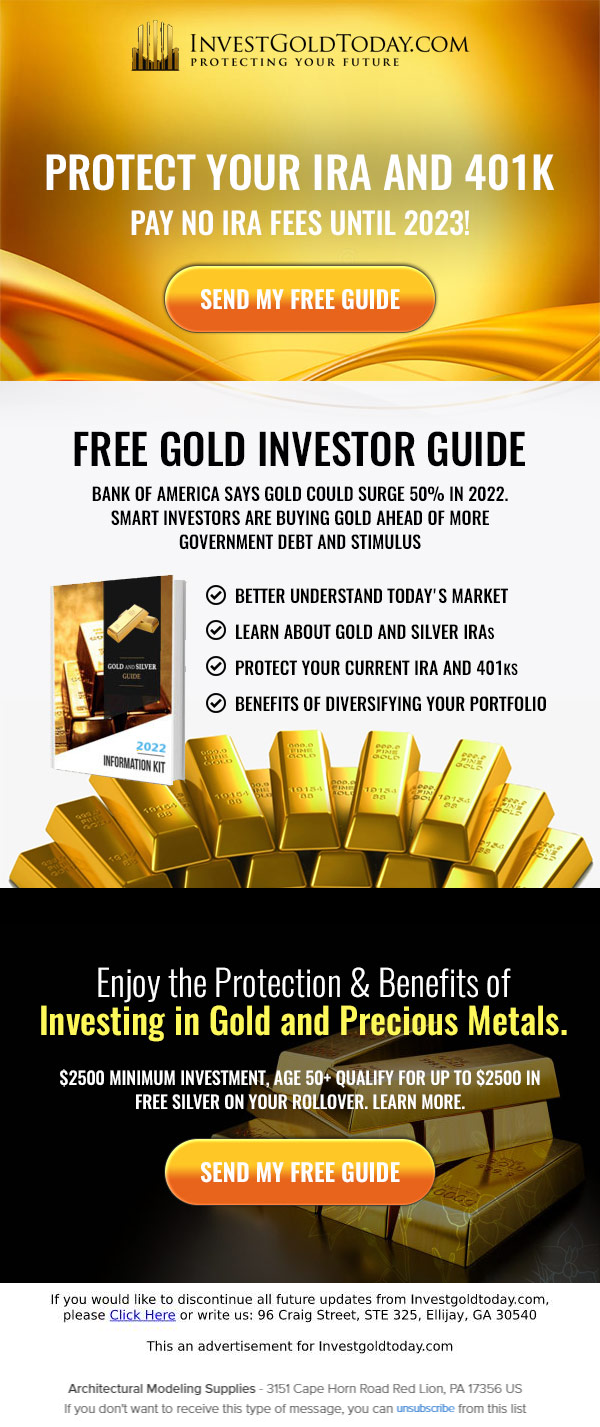 INVESTGOLDTODAY.COM
PROTECTING YOUR FUTURE
PROTECT YOUR IRA AND 401K
PAY NO IRA FEES UNTIL 2023!
SEND MY FREE GUIDE
FREE GOLD INVESTOR GUIDE
BANK OF AMERICA SAYS GOLD COULD SURGE 50% IN 2022.
SMART INVESTORS ARE BUYING GOLD AHEAD OF MORE
GOVERNMENT DEBT AND STIMULUS
BETTER UNDERSTAND TODAY'S MARKET
LEARN ABOUT GOLD AND SILVER IRAs
PROTECT YOUR CURRENT IRA AND 401Ks
BENEFITS OF DIVERSIFYING YOUR PORTFOLIO
GOLD AND SILVER
GUIDE
2022
INFORMATION KIT
999.9
FINE
GOLD
19184
88
Enjoy the Protection & Benefits of
Investing in Gold and Precious Metals.
$2500 MINIMUM INVESTMENT, AGE 50+ QUALIFY FOR UP TO $2500 IN
FREE SILVER ON YOUR ROLLOVER. LEARN MORE.
SEND MY FREE GUIDE
If you would like to discontinue all future updates from Investgoldtoday.com,
please Click Here or write us: 96 Craig Street, STE 325, Ellijay, GA 30540
This an advertisement for Investgoldtoday.com
Architectural Modeling Supplies - 3151 Cape Horn Road Red Lion, PA 17356 US
If you don't want to receive this type of message, you can unsubscribe from this list